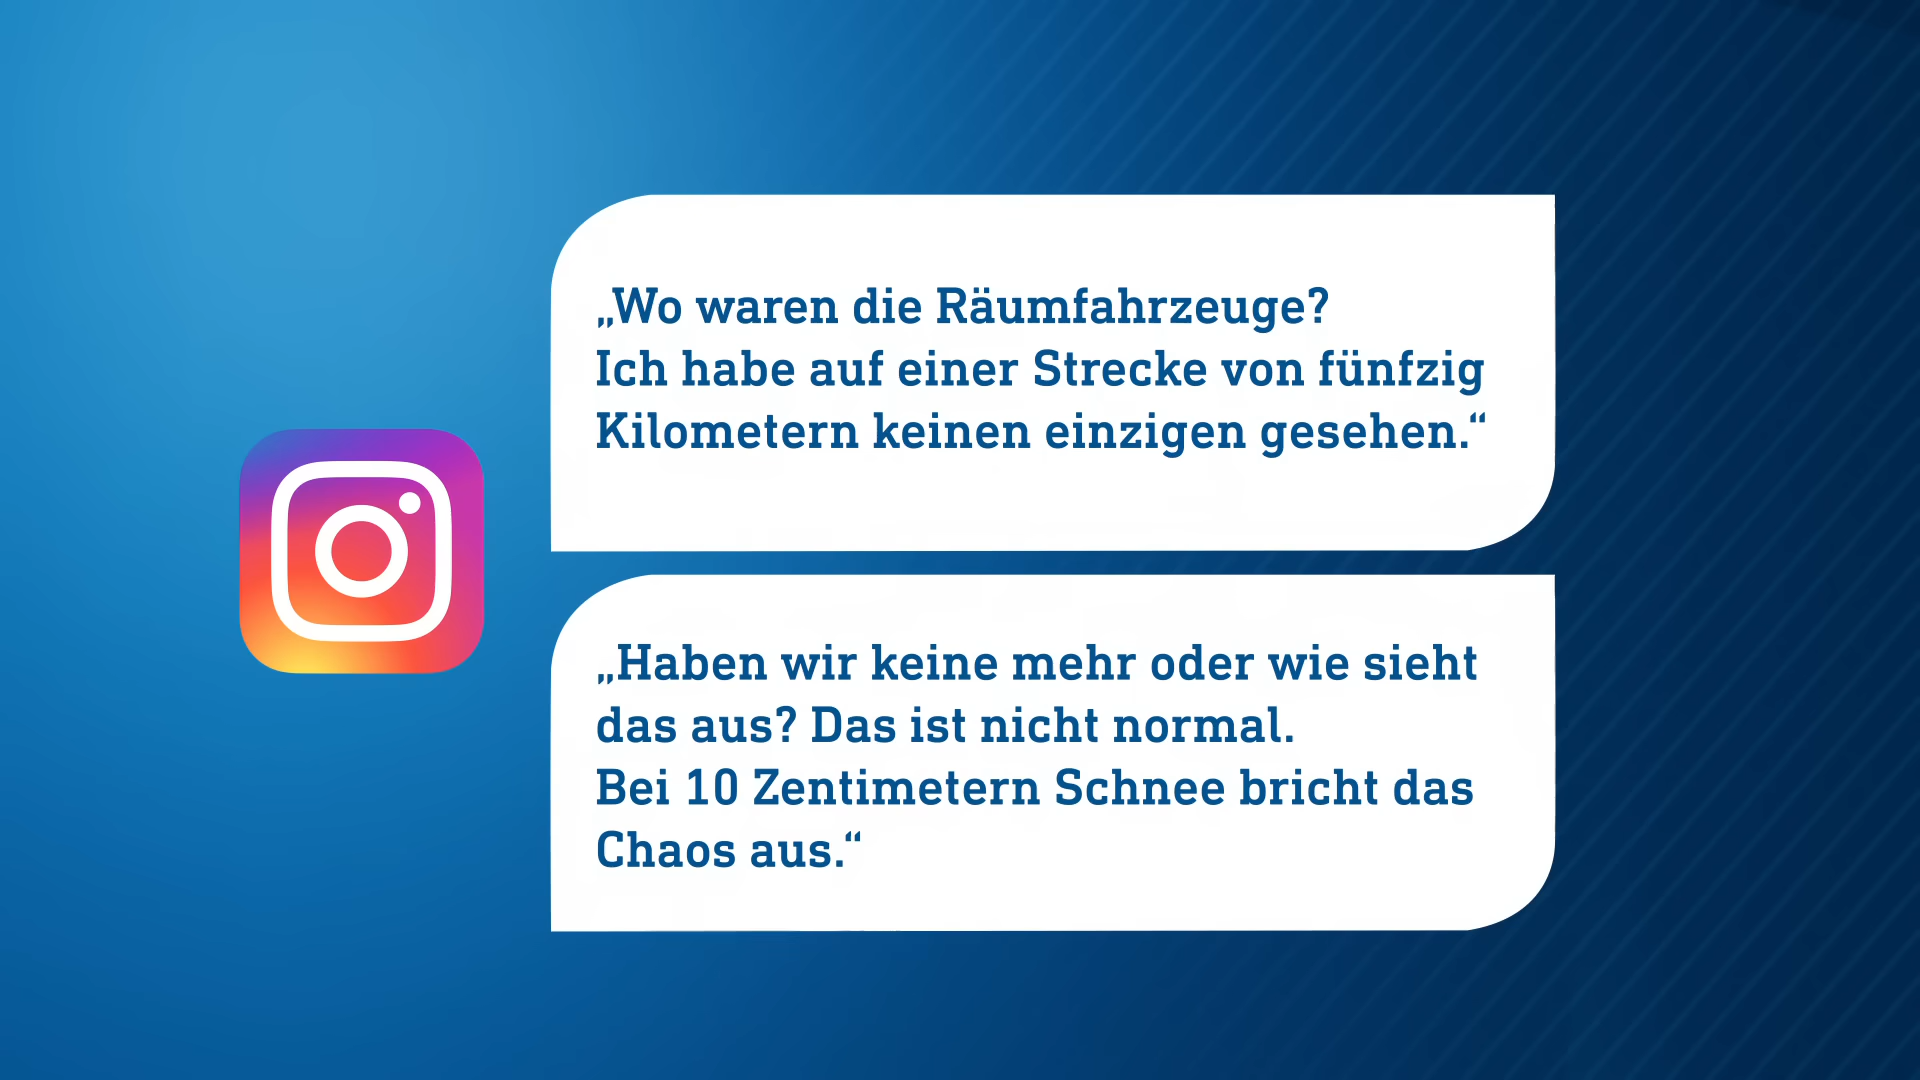 „Wo waren die Räumfahrzeuge?
Ich habe auf einer Strecke von fünfzig
Kilometern keinen einzigen gesehen.“
„Haben wir keine mehr oder wie sieht
das aus? Das ist nicht normal.
Bei 10 Zentimetern Schnee bricht das
Chaos aus.“